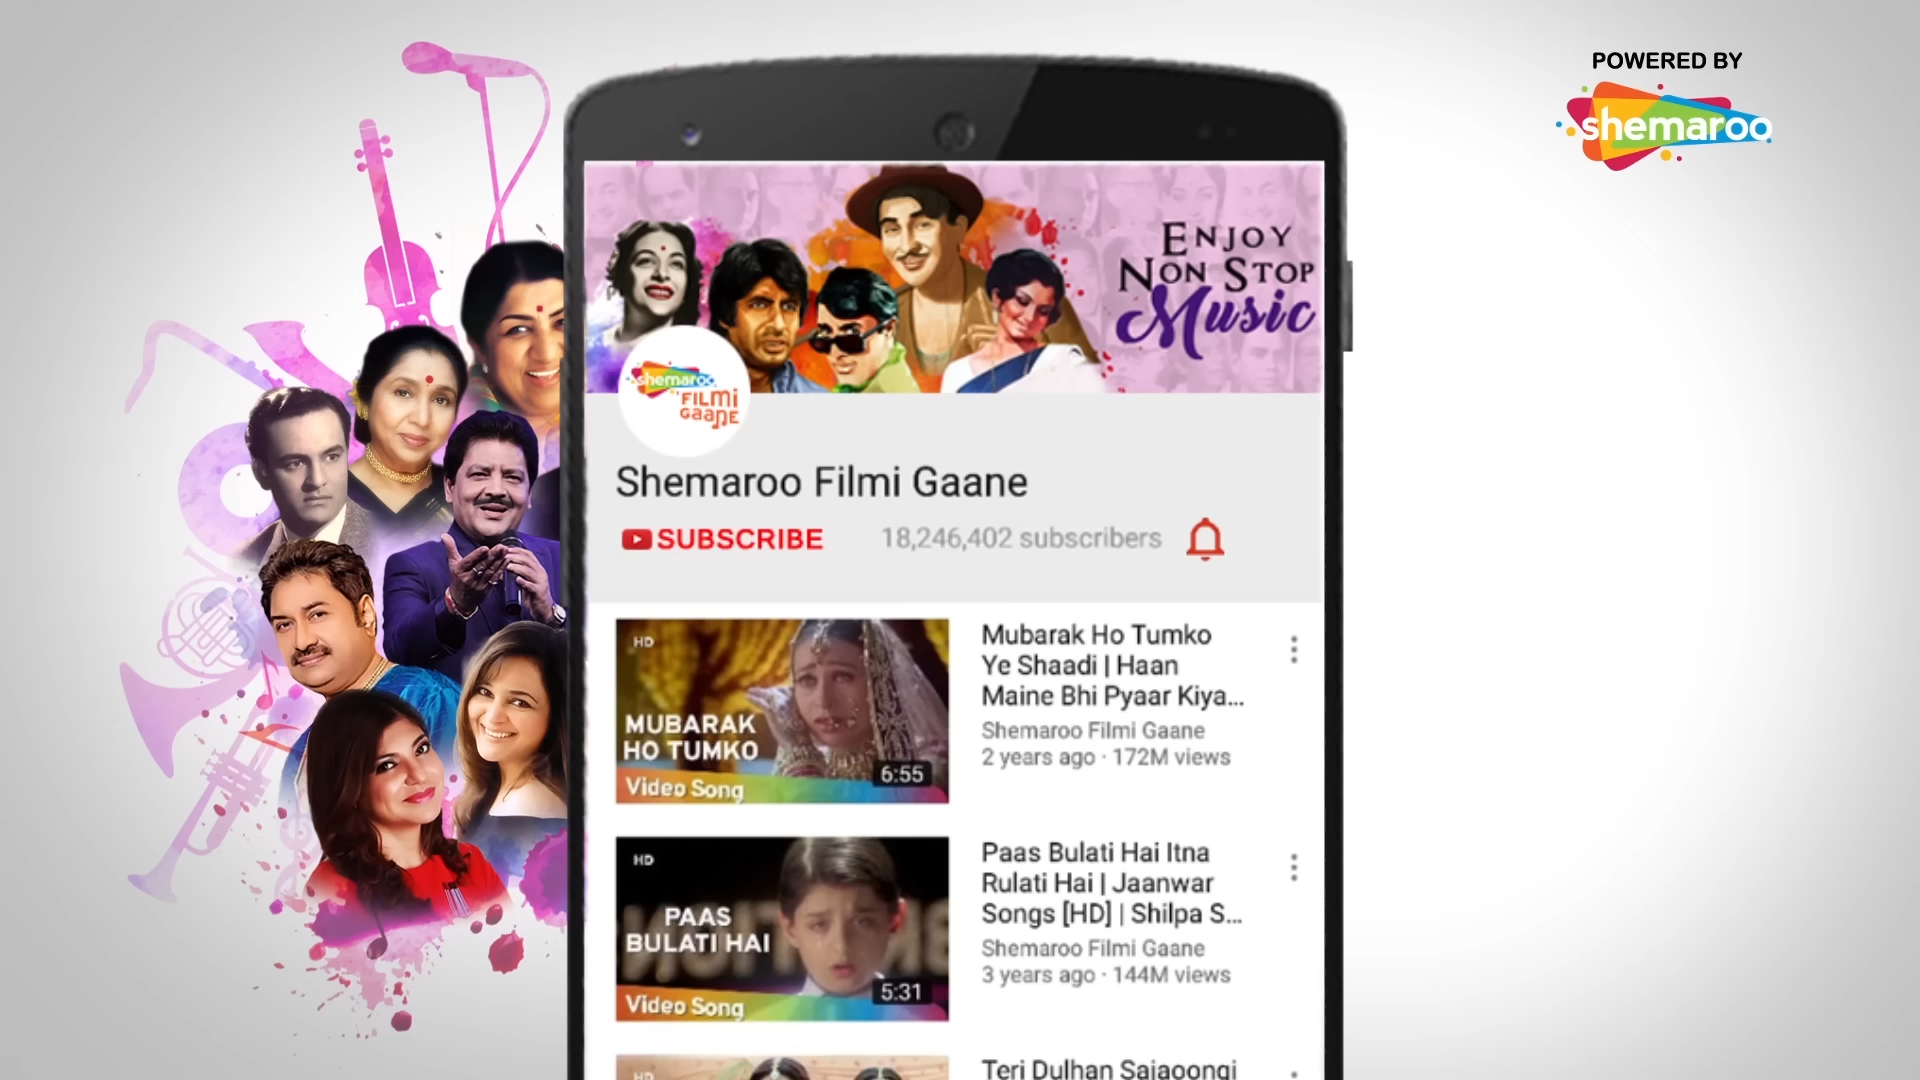 POWERED BY
shemaroo
ENJOY
NON STOP
Music
shemaroo
FILMI
GAANE
Shemaroo Filmi Gaane
SUBSCRIBE 18,246,402 subscribers
HD
MUBARAK
HO TUMKO
Video Song
6:55
Mubarak Ho Tumko
Ye Shaadi | Haan
Maine Bhi Pyaar Kiya...
Shemaroo Filmi Gaane
2 years ago · 172M views
HD
PAAS
BULATI HAI
Video Song
5:31
Paas Bulati Hai Itna
Rulati Hai | Jaanwar
Songs [HD] | Shilpa S...
Shemaroo Filmi Gaane
3 years ago · 144M views
HD
Teri Dulhan Sajaoongi